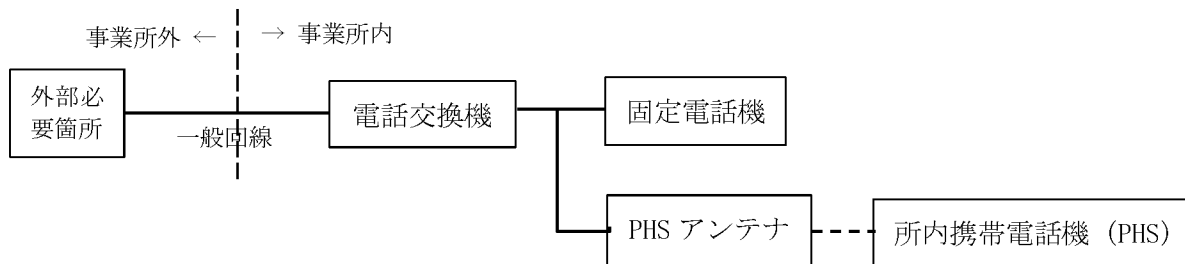 事業所外 ← → 事業所内
外部必
要箇所
一般回線
電話交換機
固定電話機
PHS アンテナ
所内携帯電話機 (PHS)